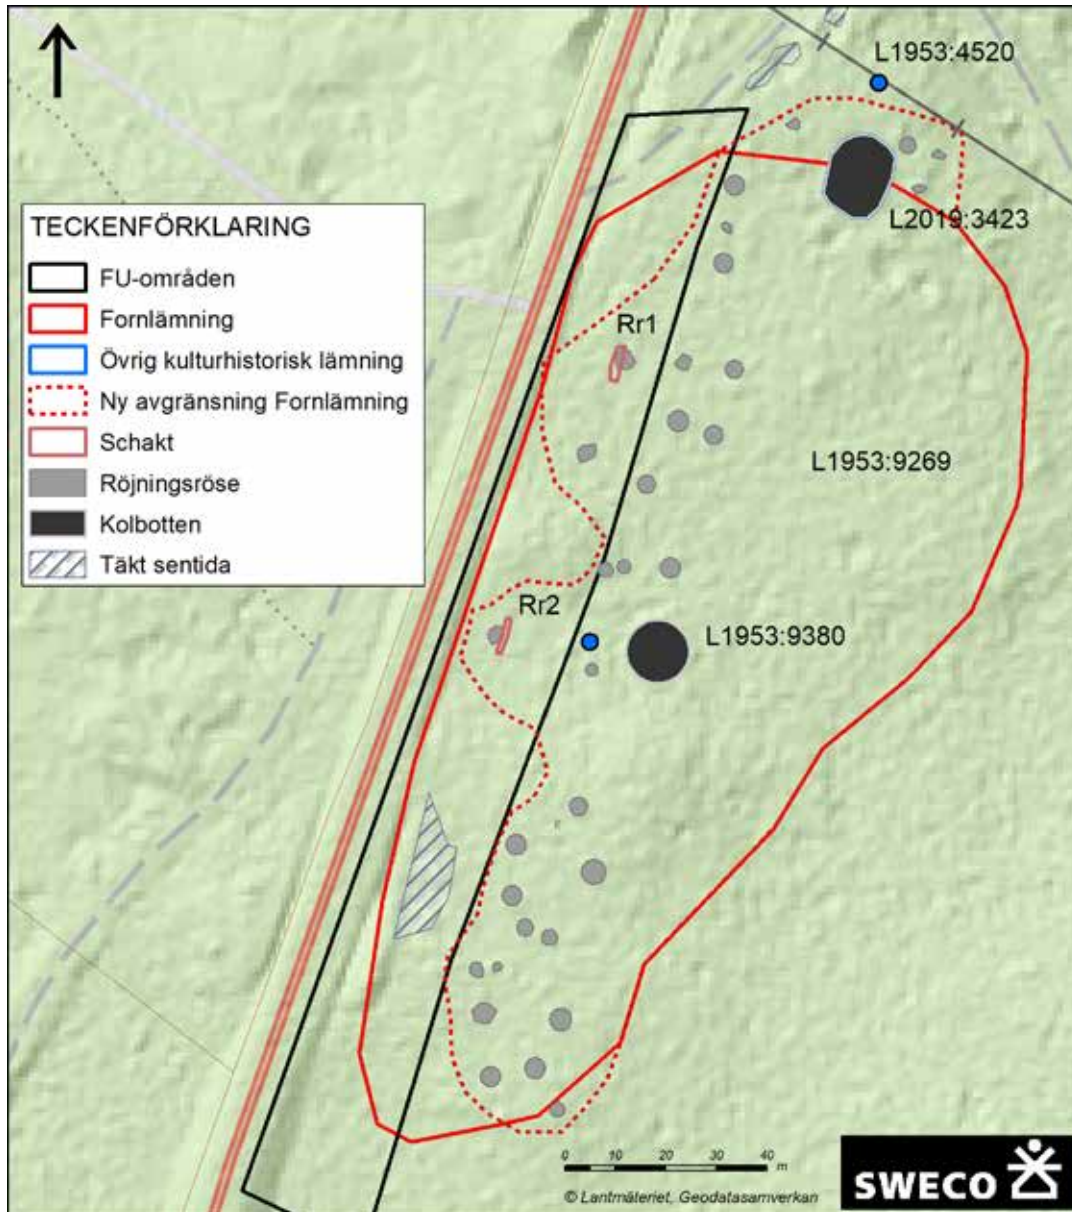 L1953:4520
TECKENFÖRKLARING
FU-områden
Fornlämning
Övrig kulturhistorisk lämning
Ny avgränsning Fornlämning
Schakt
Röjningsröse
Kolbotten
Täkt sentida
L2019:3423
Rr1
L1953:9269
Rr2
L1953:9380
0 10 20 30 40
m
© Lantmäteriet, Geodatasamverkan
SWECO